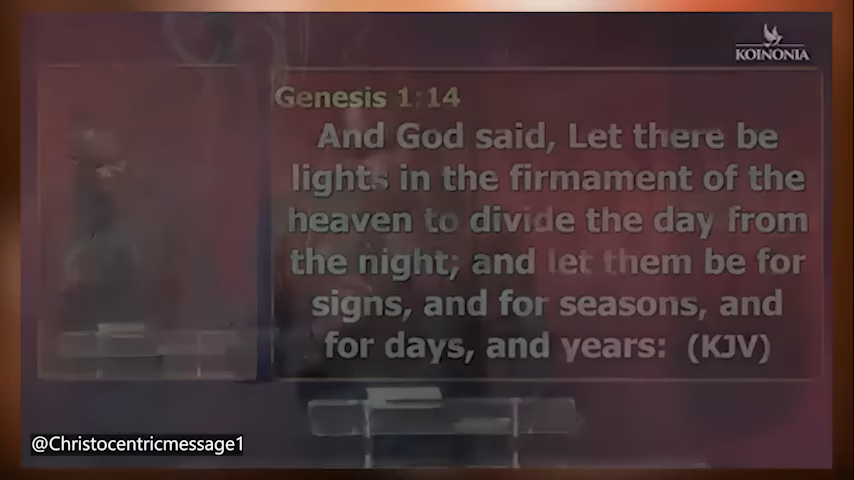 KOINONIA
Genesis 1:14
And God said, Let there be
lights in the firmament of the
heaven to divide the day from
the night; and let them be for
signs, and for seasons, and
for days, and years: (KJV)
@Christocentricmessage1